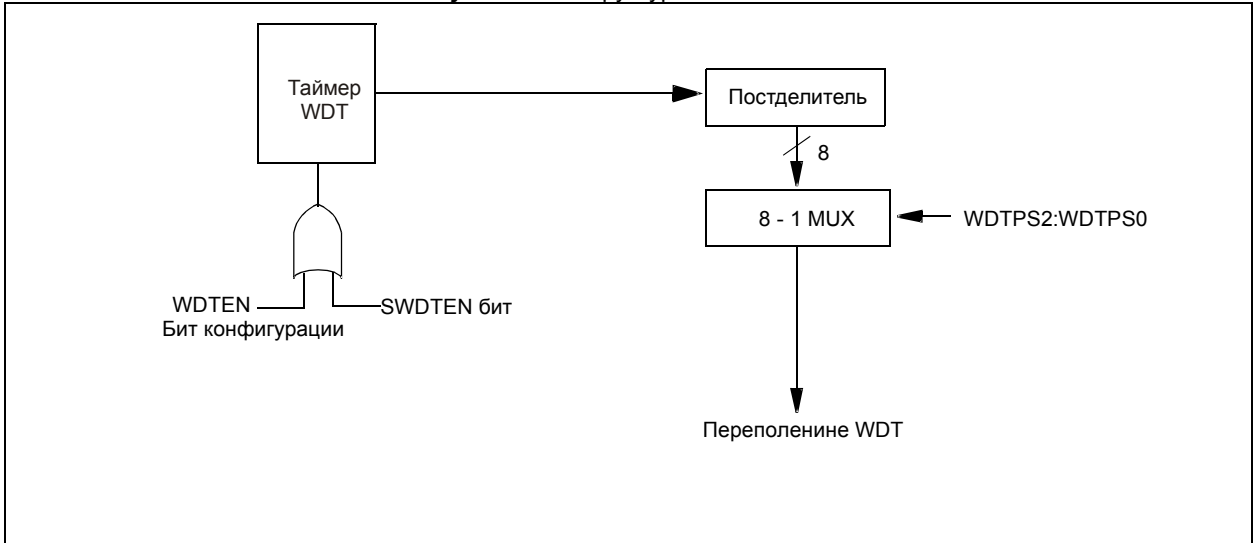 Таймер
WDT
Постделитель
8
8 - 1 MUX
WDTPS2:WDTPS0
WDTEN
SWDTEN бит
Бит конфигурации
Переполенине WDT